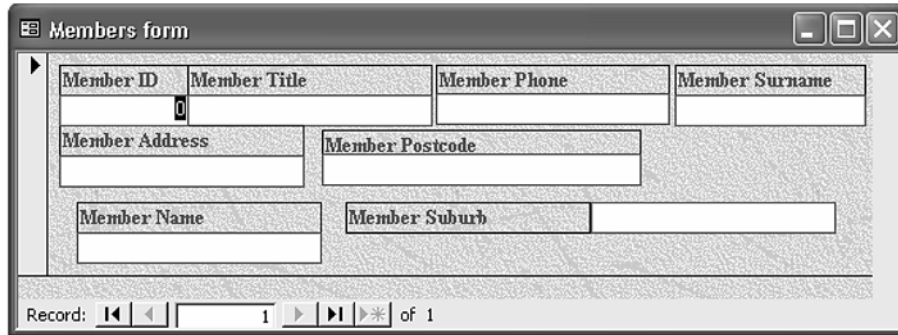 Members form
Member ID Member Title Member Phone Member Surname
0
Member Address Member Postcode
Member Name Member Suburb
Record: 1 of 1